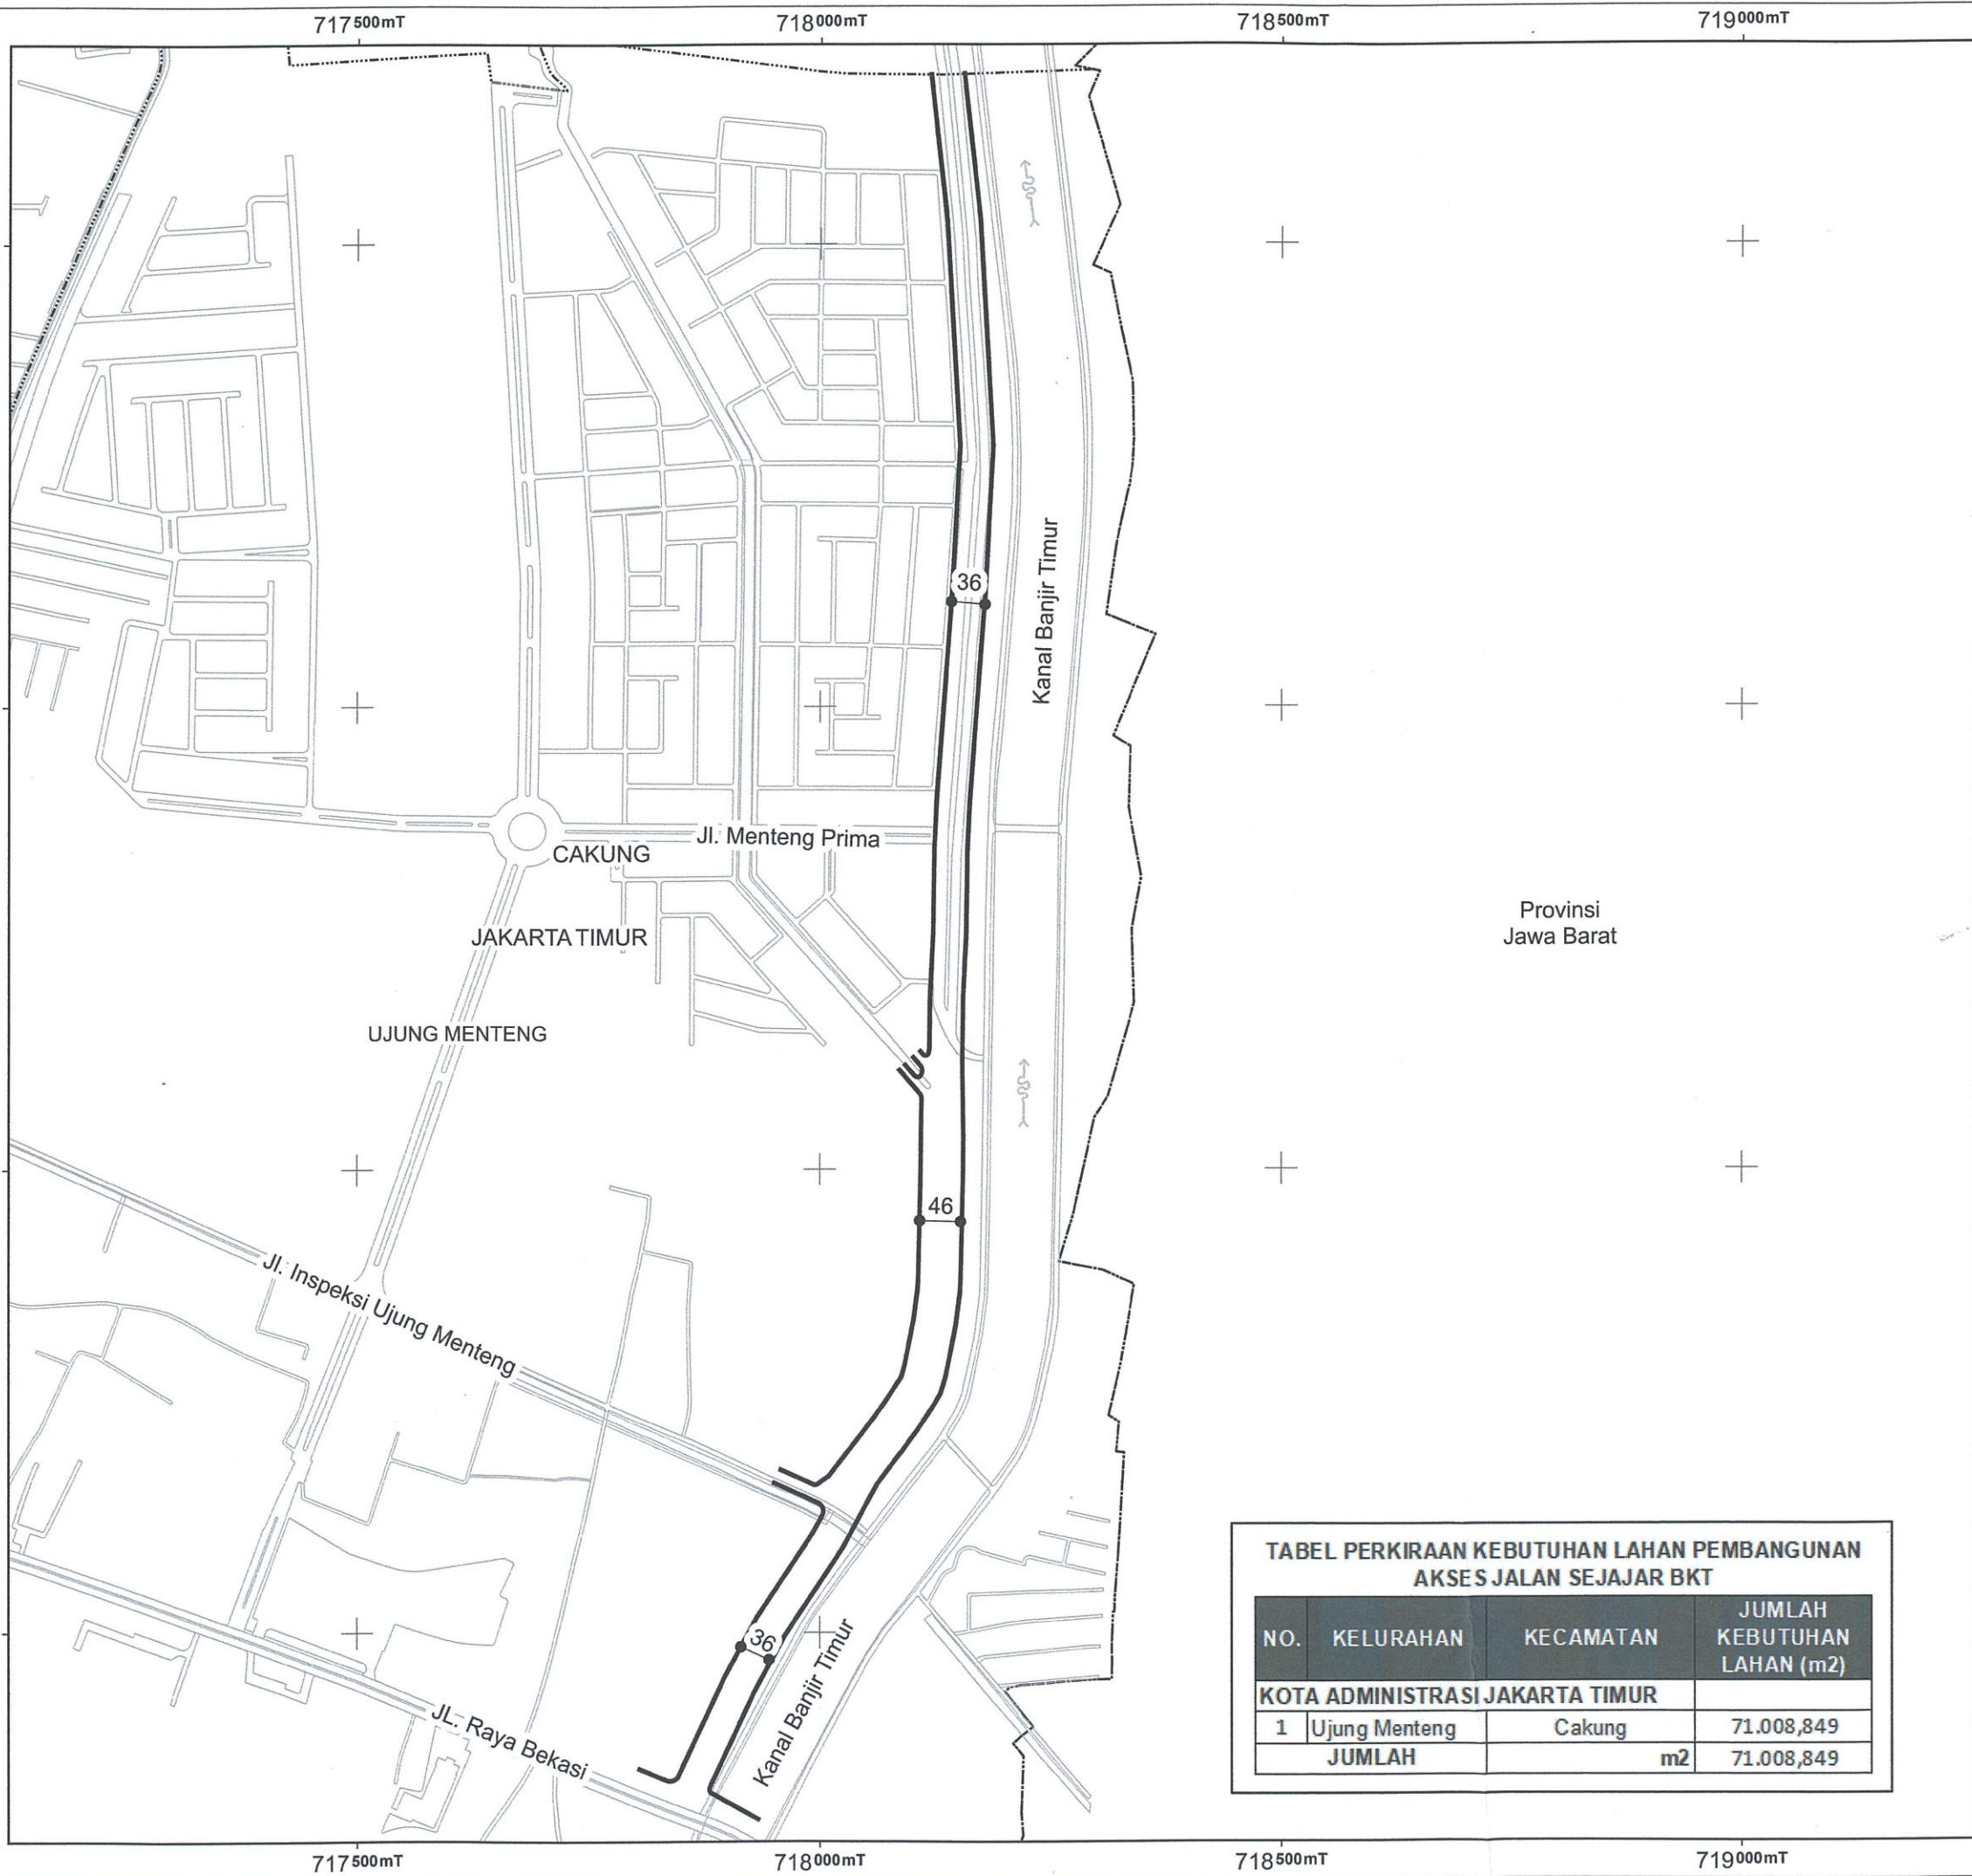 717500mT 718000mT 718500mT 719000mT
36
Kanal Banjir Timur
Jl. Menteng Prima
CAKUNG
Provinsi
Jawa Barat
JAKARTA TIMUR
UJUNG MENTENG
46
Jl. Inspeksi Ujung Menteng
36
Kanal Banjir Timur
JL. Raya Bekasi
TABEL PERKIRAAN KEBUTUHAN LAHAN PEMBANGUNAN
AKSES JALAN SEJAJAR BKT
NO. KELURAHAN KECAMATAN JUMLAH
KEBUTUHAN
LAHAN (m2)
KOTA ADMINISTRASI JAKARTA TIMUR
1 Ujung Menteng Cakung 71.008,849
JUMLAH m2 71.008,849
717500mT 718000mT 718500mT 719000mT